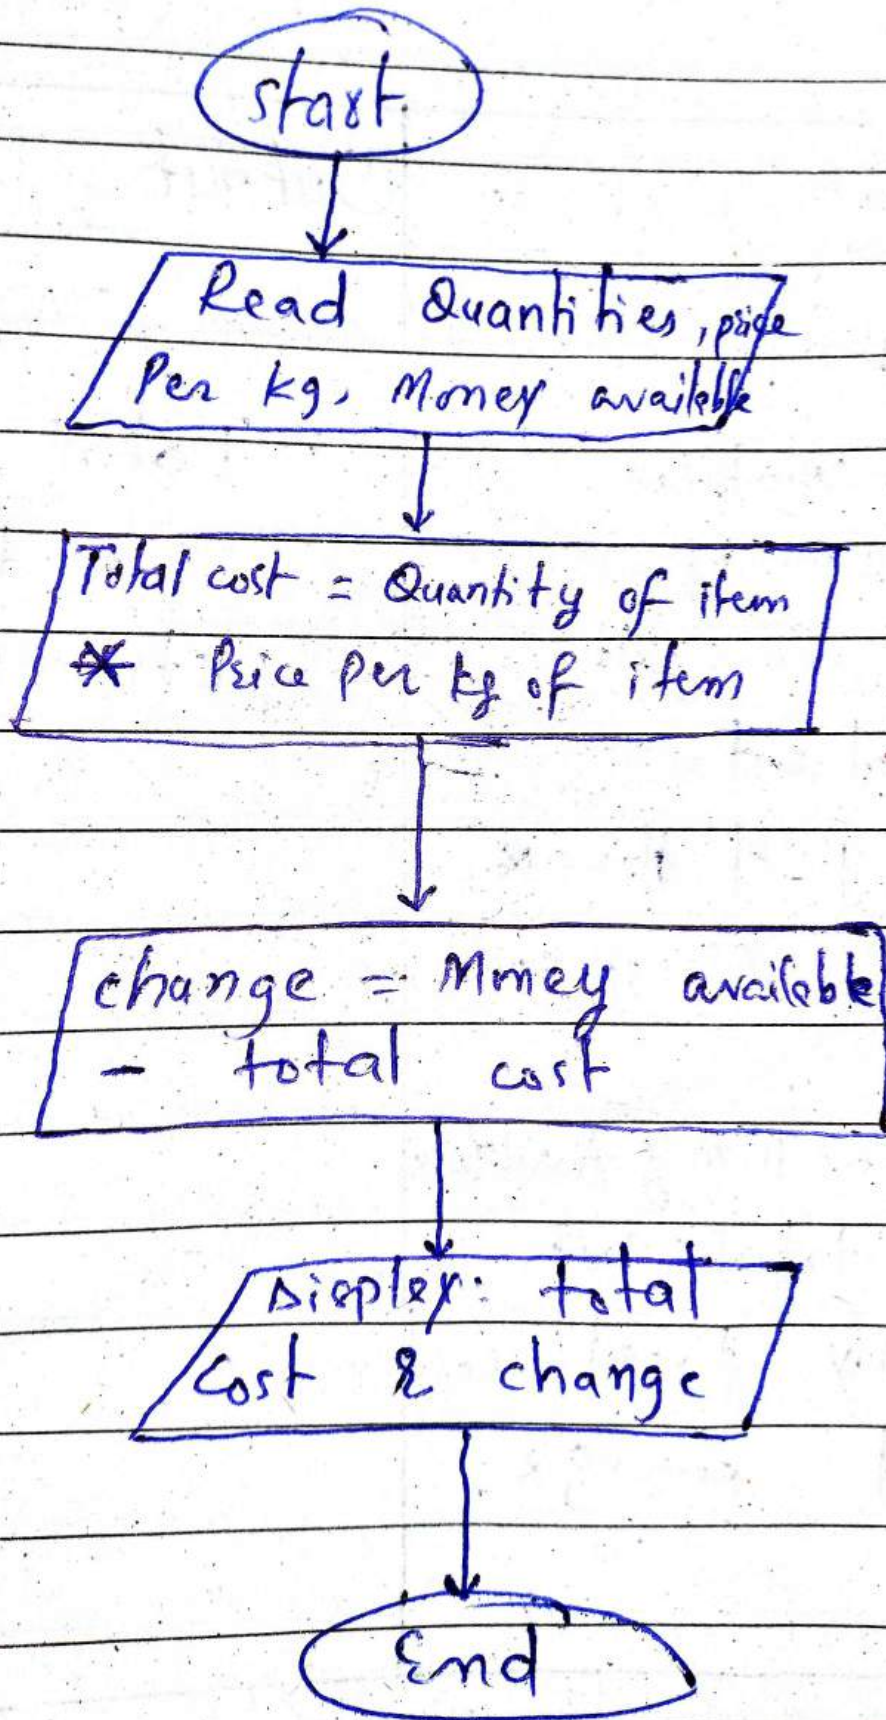 start
Read Quantities, price
Per kg, Money available
Total cost = Quantity of item
* Price Per kg of item
change = Money available
- total cost
Display: total
Cost & change
End